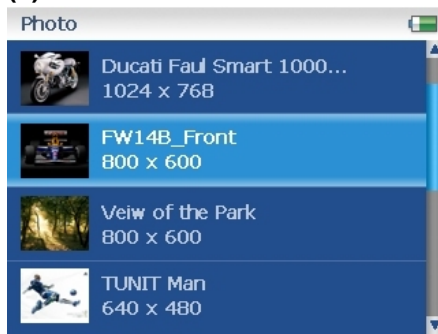 Photo
Ducati Faul Smart 1000...
1024 x 768
FW14B_Front
800 x 600
Veiw of the Park
800 x 600
TUNIT Man
640 x 480